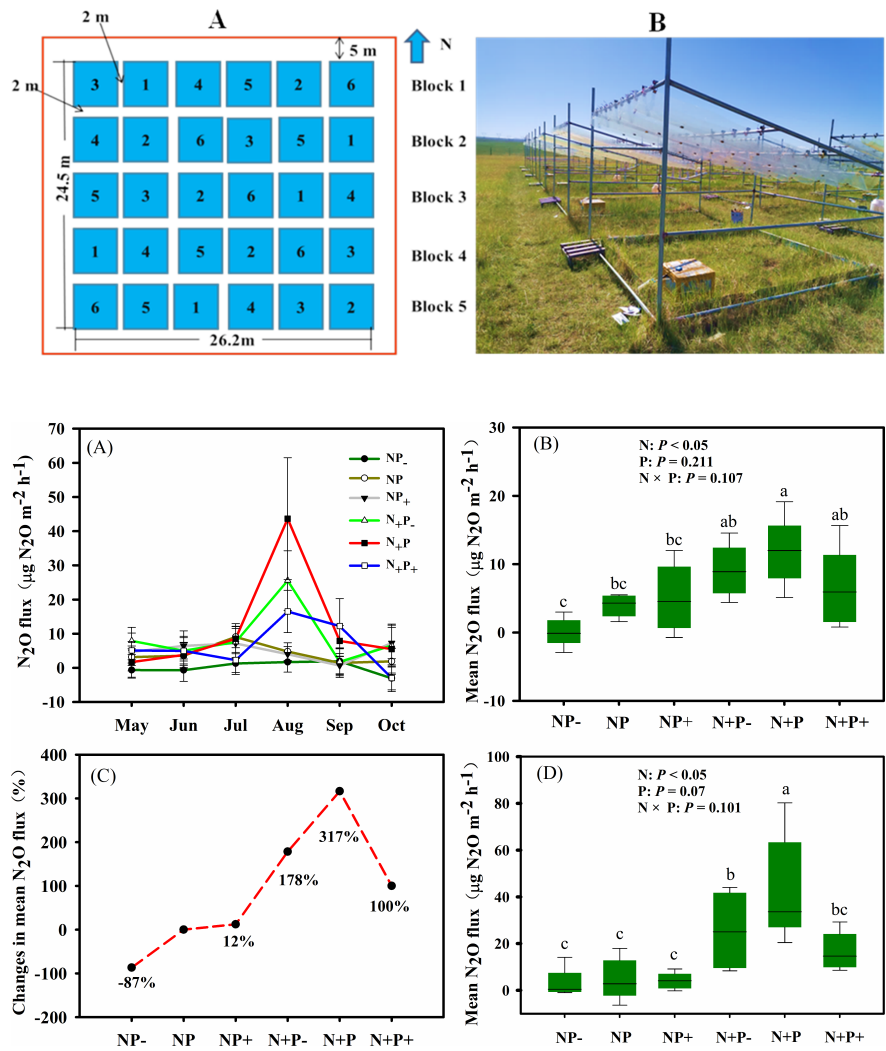 A
B
2 m
5 m
N
2 m
24.5 m
3 1 4 5 2 6 Block 1
4 2 6 3 5 1 Block 2
5 3 2 6 1 4 Block 3
1 4 5 2 6 3 Block 4
6 5 1 4 3 2 Block 5
26.2m
(A)
N2O flux (μg N2O m-2 h-1)
70
60
50
40
30
20
10
0
-10
NP-
NP
NP+
N+P-
N+P
N+P+
May Jun Jul Aug Sep Oct
(B)
Mean N2O flux (μg N2O m-2 h-1)
30
20
10
0
-10
N: P < 0.05
P: P = 0.211
N × P: P = 0.107
c bc bc ab a ab
NP- NP NP+ N+P- N+P N+P+
(C)
Changes in mean N2O flux (%)
400
300
200
100
0
-100
-200
-87%
12%
178%
317%
100%
NP- NP NP+ N+P- N+P N+P+
(D)
Mean N2O flux (μg N2O m-2 h-1)
100
80
60
40
20
0
N: P < 0.05
P: P = 0.07
N × P: P = 0.101
c c c b a bc
NP- NP NP+ N+P- N+P N+P+